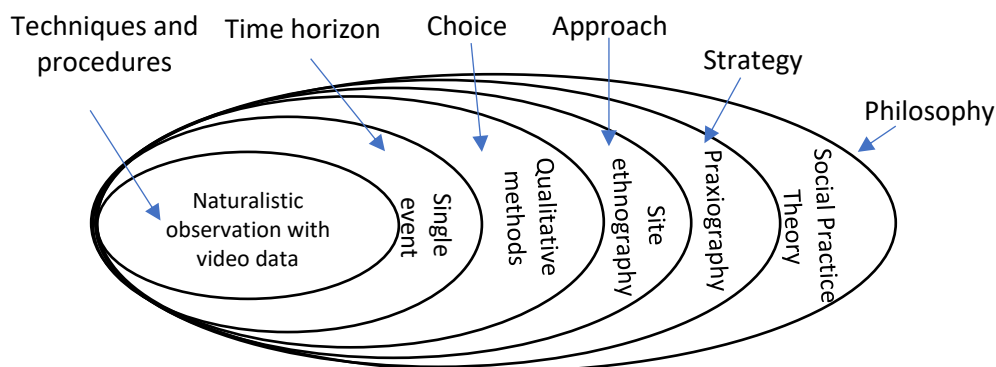 Techniques and
procedures
Time horizon
Choice
Approach
Strategy
Philosophy
Naturalistic
observation with
video data
Single
event
Qualitative
methods
Site
ethnography
Praxiography
Social Practice
Theory